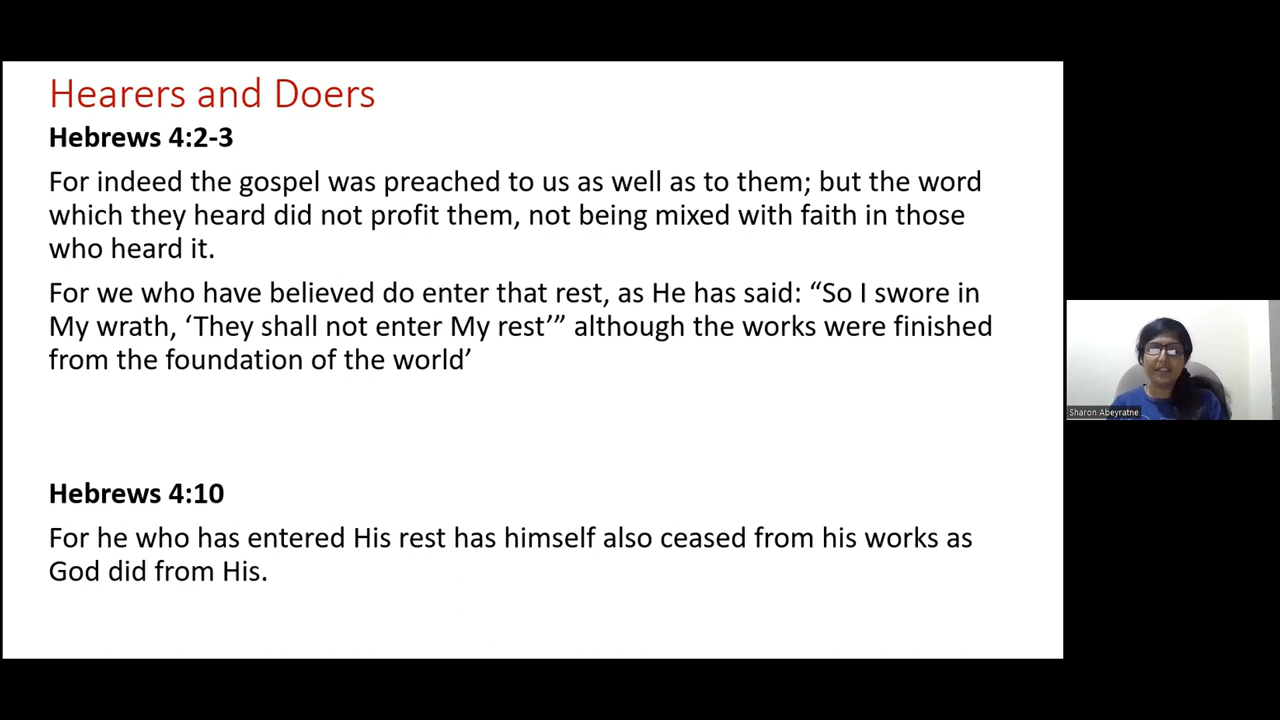 Hearers and Doers
Hebrews 4:2-3
For indeed the gospel was preached to us as well as to them; but the word
which they heard did not profit them, not being mixed with faith in those
who heard it.
For we who have believed do enter that rest, as He has said: “So I swore in
My wrath, ‘They shall not enter My rest’” although the works were finished
from the foundation of the world’
Hebrews 4:10
For he who has entered His rest has himself also ceased from his works as
God did from His.
Sharon Abeyratne